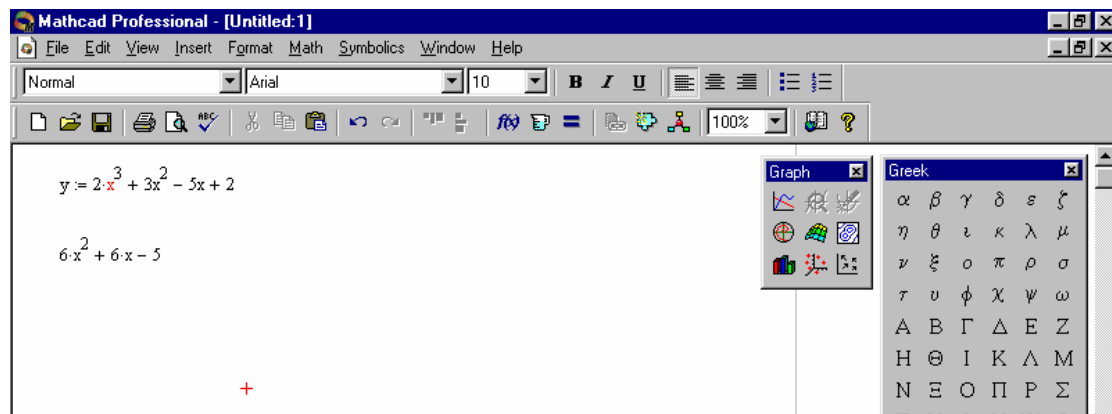 Mathcad Professional - [Untitled:1]
File Edit View Insert Format Math Symbolics Window Help
Normal Arial 10 B I U
ABC f(x) = 100% ?
y := 2·x³ + 3x² − 5x + 2
6·x² + 6·x − 5
Graph
Greek
α β γ δ ε ζ
η θ ι κ λ μ
ν ξ ο π ρ σ
τ υ φ χ ψ ω
Α Β Γ Δ Ε Ζ
Η Θ Ι Κ Λ Μ
Ν Ξ Ο Π Ρ Σ